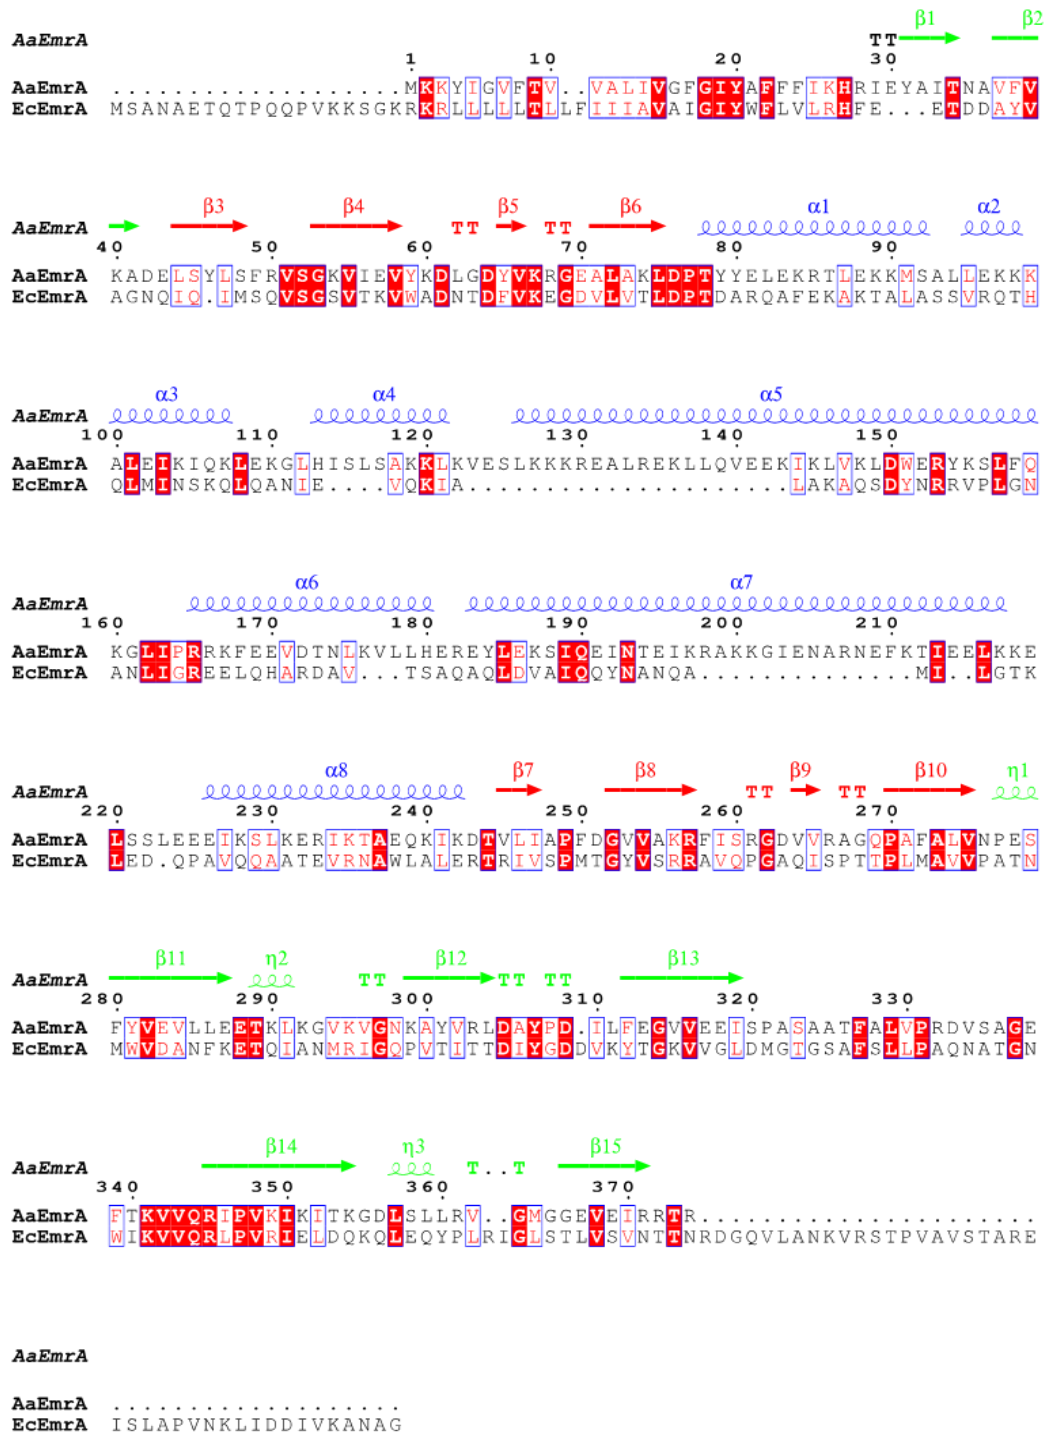 AaEmrA TT β1 β2
1 10 20 30
AaEmrA ...................MKKYIGVFTV..VALIVGFGIYAFFFIKHRIEYAITNAVFV
EcEmrA MSANAETQTPQQPVKKSGKRKRLLLLLTLLFIIIAVAIGIYWFLVLRHFE...ETDDAYV
AaEmrA β3 β4 TT β5 TT β6 α1 α2
40 50 60 70 80 90
AaEmrA KADELSYLSFRVSGKVIEVYKDLGDYVKRGEALAKLDPTYYELEKRTLEKKMSALLEKKK
EcEmrA AGNQIQ.IMSQVSGSVTKVWADNTDFVKEGDVLVTLDPTDARQAFEKAKTALASSVRQTH
AaEmrA α3 α4 α5
100 110 120 130 140 150
AaEmrA ALEIKIQKLEKGLHISLSAKKLKVESLKKKREALREKLLQVEEKIKLVKLDWERYKSLFQ
EcEmrA QLMINSKQLQANIE....VQKIA.....................LAKAQSDYNRRVPLGN
AaEmrA α6 α7
160 170 180 190 200 210
AaEmrA KGLIPRRKFEEVDTNLKVLLHEREYLEKSIQEINTEIKRAKKGIENARNEFKTIEELKKE
EcEmrA ANLIGREELQHARDAV...TSAQAQLDVAIQQYNANQA..............MI..LGTK
AaEmrA α8 β7 β8 TT β9 TT β10 η1
220 230 240 250 260 270
AaEmrA LSSLEEEIKSLKERIKTAEQKIKDTVLIAPFDGVVAKRFISRGDVVRAGQPAFALVNPES
EcEmrA LED.QPAVQQAATEVRNAWLALERTRIVSPMTGYVSRRAVQPGAQISPTTPLMAVVPATN
AaEmrA β11 η2 TT β12 TT TT β13
280 290 300 310 320 330
AaEmrA FYVEVLLEETKLKGVKVGNKAYVRLDAYPD.ILFEGVVEEISPASAATFALVPRDVSAGE
EcEmrA MWVDANFKETQIANMRIGQPVTITTDIYGDDVKYTGKVVGLDMGTGSAFSLLPAQNATGN
AaEmrA β14 η3 T..T β15
340 350 360 370
AaEmrA FTKVVQRIPVKIKITKGDLSLLRV..GMGGEVEIRRTR......................
EcEmrA WIKVVQRLPVRIELDQKQLEQYPLRIGLSTLVSVNTTNRDGQVLANKVRSTPVAVSTARE
AaEmrA
AaEmrA ...................
EcEmrA ISLAPVNKLIDDIVKANAG